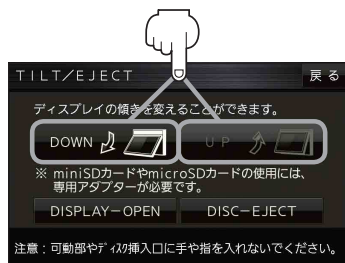 TILT/EJECT
戻る
ディスプレイの傾きを変えることができます。
DOWN
UP
※ miniSDカードやmicroSDカードの使用には、
専用アダプターが必要です。
DISPLAY−OPEN
DISC−EJECT
注意：可動部やディスク挿入口に手や指を入れないでください。